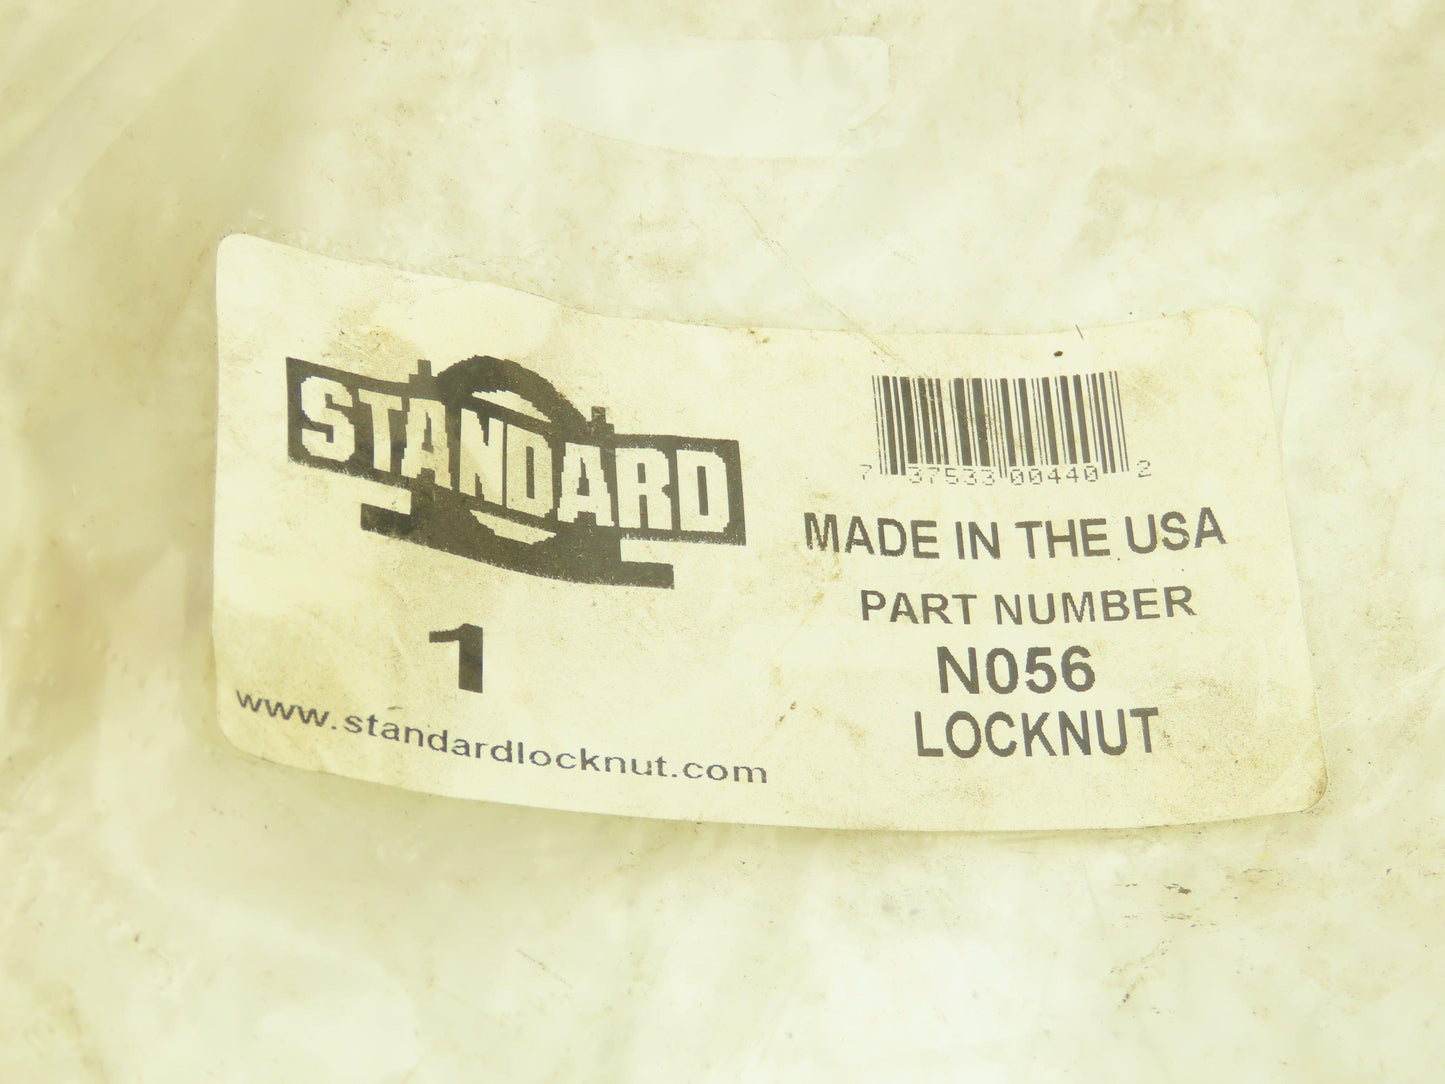 STANDARD
1
www.standardlocknut.com
7 37533 00440 2
MADE IN THE USA
PART NUMBER
N056
LOCKNUT